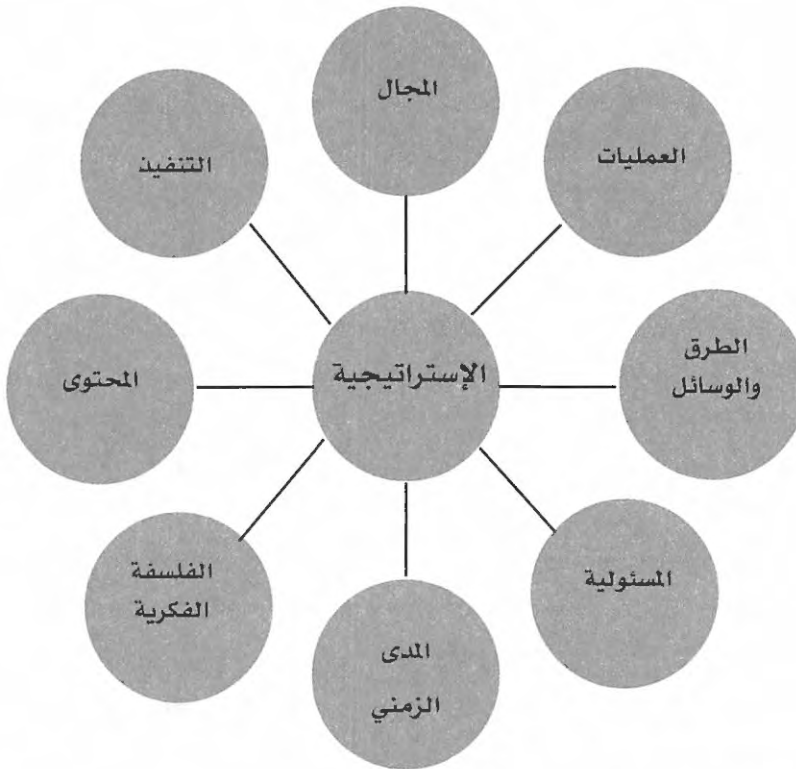 المجال
العمليات
التنفيذ
الطرق
والوسائل
الإستراتيجية
المحتوى
المسئولية
الفلسفة
الفكرية
المدى
الزمني